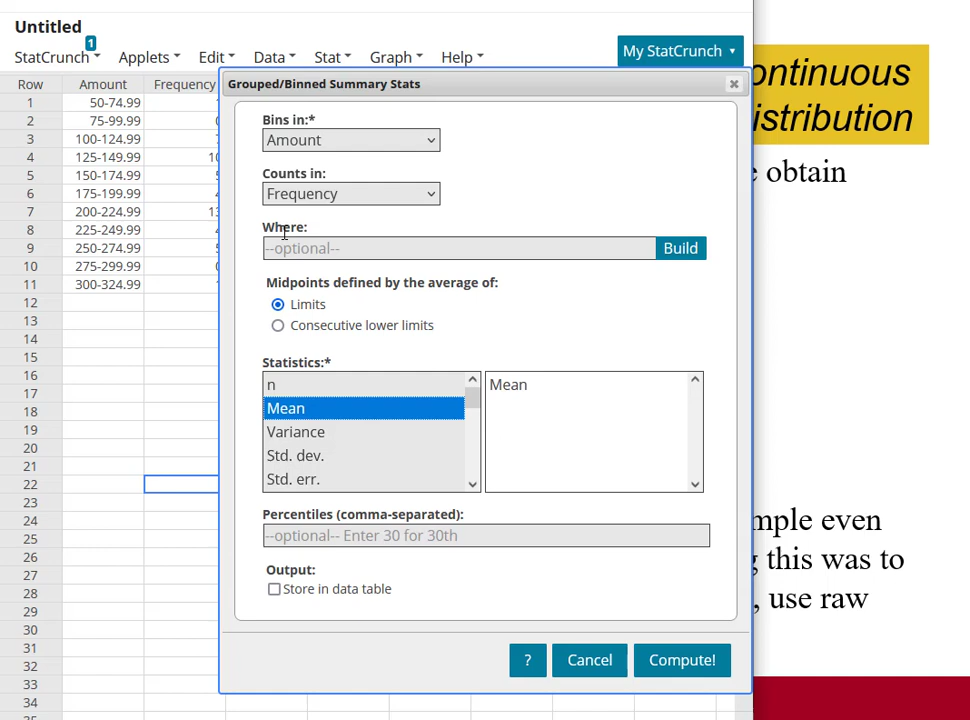 Untitled
StatCrunch 1 Applets Edit Data Stat Graph Help My StatCrunch
Row Amount Frequency
1 50-74.99
2 75-99.99
3 100-124.99
4 125-149.99 10
5 150-174.99
6 175-199.99
7 200-224.99 13
8 225-249.99
9 250-274.99
10 275-299.99
11 300-324.99
12
13
14
15
16
17
18
19
20
21
22
23
24
25
26
27
28
29
30
31
32
33
34
Grouped/Binned Summary Stats
Bins in:*
Amount
Counts in:
Frequency
Where:
--optional--
Build
Midpoints defined by the average of:
Limits
Consecutive lower limits
Statistics:*
n
Mean
Variance
Std. dev.
Std. err.
Mean
Percentiles (comma-separated):
--optional-- Enter 30 for 30th
Output:
Store in data table
? Cancel Compute!
ontinuous
istribution
e obtain
mple even
g this was to
, use raw